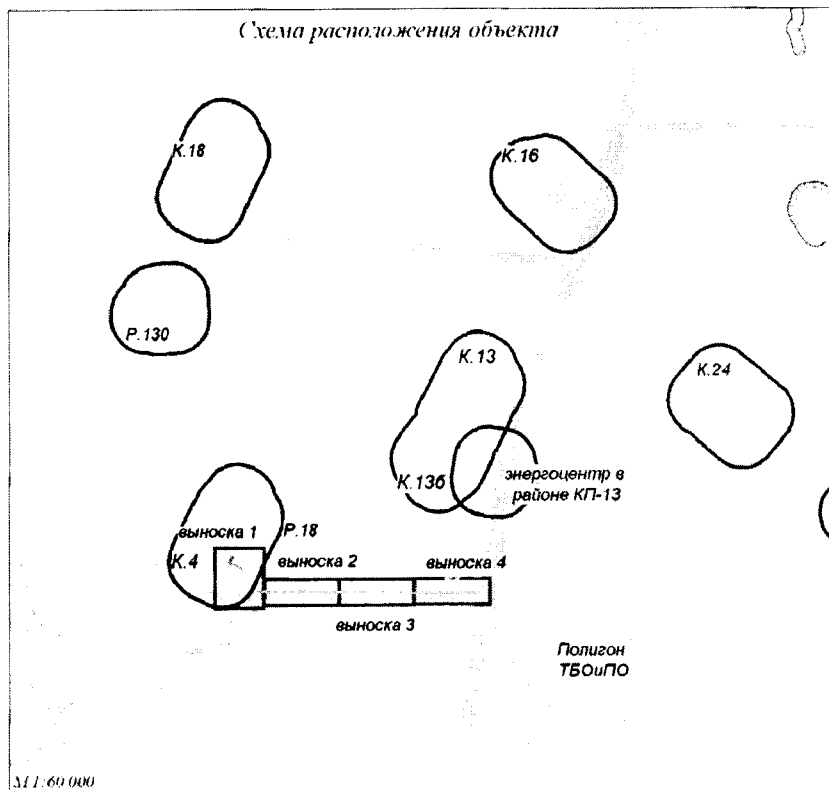 Схема расположения объекта
К.18
К.16
Р.130
К.13
К.24
К.13б
энергоцентр в
районе КП-13
выноска 1
Р.18
К.4
выноска 2
выноска 4
выноска 3
Полигон
ТБОиПО
М 1:60 000